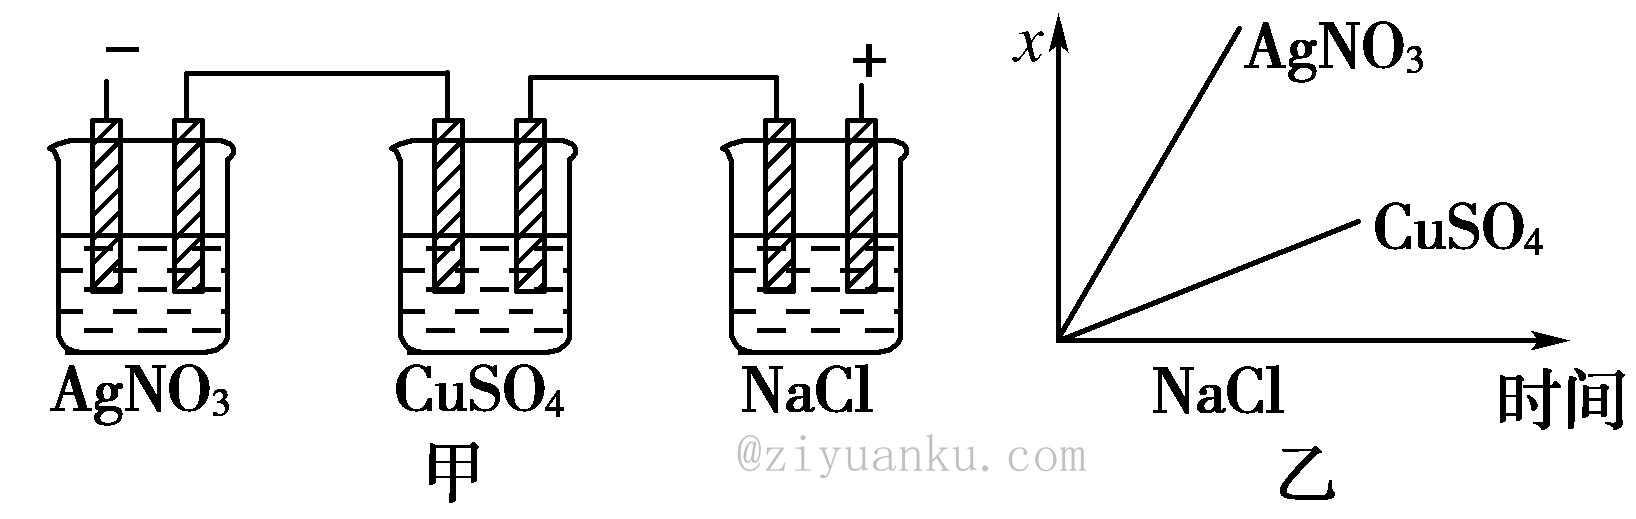 − +
AgNO₃ CuSO₄ NaCl
甲
x
AgNO₃
CuSO₄
NaCl 时间
乙
@ziyuanku.com